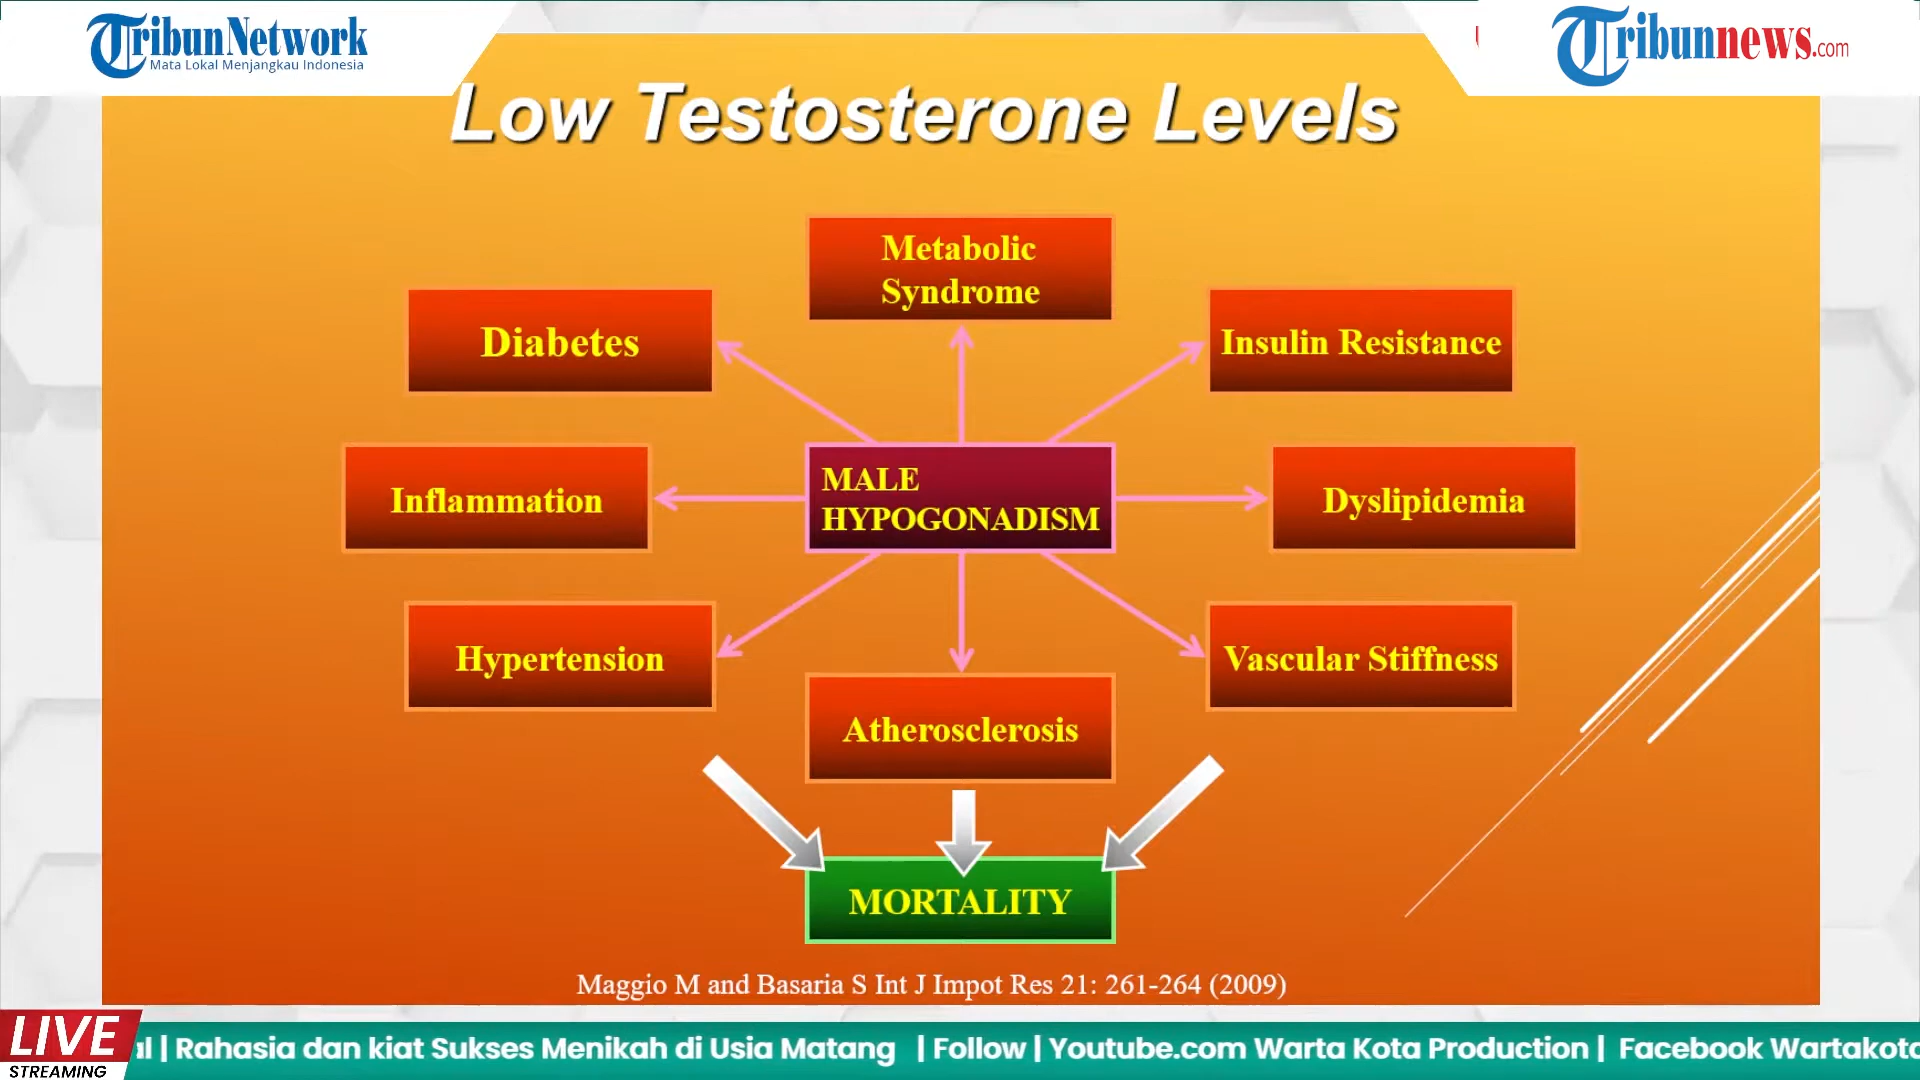 Tribun Network
Mata Lokal Menjangkau Indonesia
Tribunnews.com
Low Testosterone Levels
Metabolic
Syndrome
Diabetes
Insulin Resistance
Inflammation
MALE
HYPOGONADISM
Dyslipidemia
Hypertension
Vascular Stiffness
Atherosclerosis
MORTALITY
Maggio M and Basaria S Int J Impot Res 21: 261-264 (2009)
LIVE
STREAMING
| Rahasia dan kiat Sukses Menikah di Usia Matang | Follow | Youtube.com Warta Kota Production | Facebook Wartakota